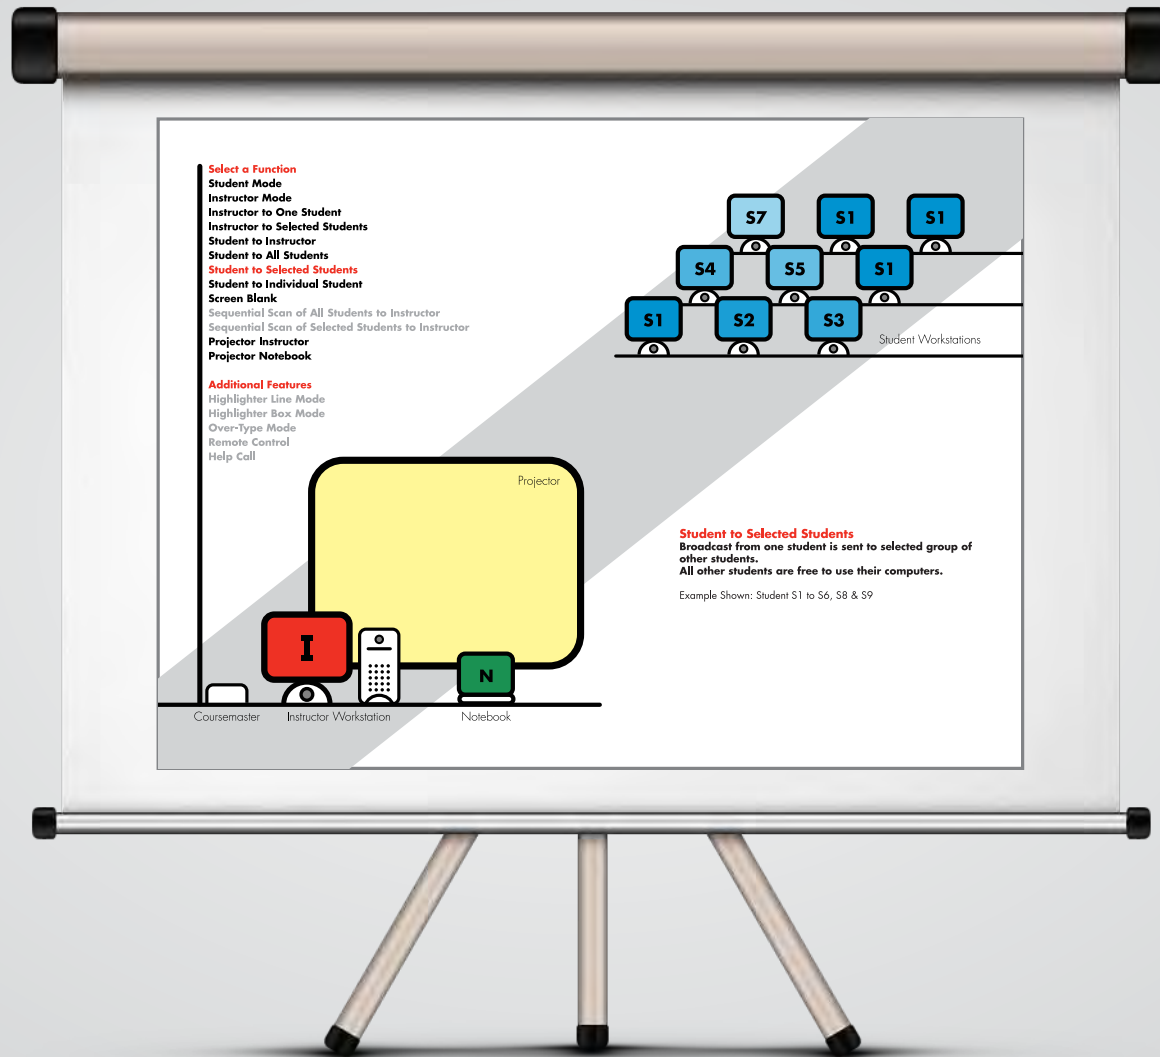 Select a Function
Student Mode
Instructor Mode
Instructor to One Student
Instructor to Selected Students
Student to Instructor
Student to All Students
Student to Selected Students
Student to Individual Student
Screen Blank
Sequential Scan of All Students to Instructor
Sequential Scan of Selected Students to Instructor
Projector Instructor
Projector Notebook
Additional Features
Highlighter Line Mode
Highlighter Box Mode
Over-Type Mode
Remote Control
Help Call
S7 S1 S1
S4 S5 S1
S1 S2 S3
Student Workstations
Projector
Student to Selected Students
Broadcast from one student is sent to selected group of
other students.
All other students are free to use their computers.
Example Shown: Student S1 to S6, S8 & S9
I
N
Coursemaster Instructor Workstation Notebook